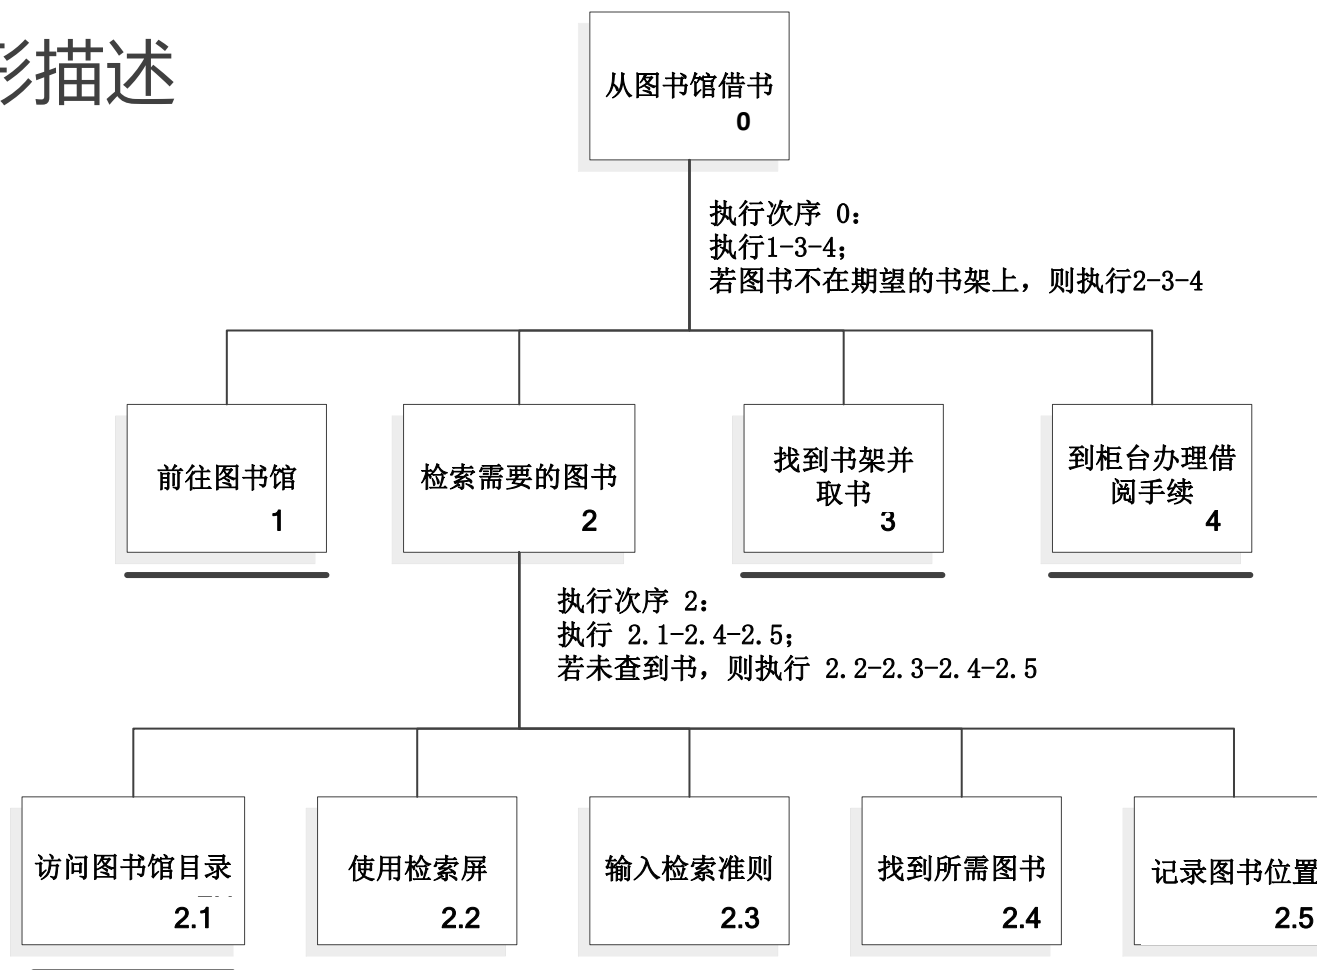 形描述
从图书馆借书
0
执行次序 0:
执行1-3-4;
若图书不在期望的书架上，则执行2-3-4
前往图书馆
1
检索需要的图书
2
找到书架并
取书
3
到柜台办理借
阅手续
4
执行次序 2:
执行 2.1-2.4-2.5;
若未查到书，则执行 2.2-2.3-2.4-2.5
访问图书馆目录
2.1
使用检索屏
2.2
输入检索准则
2.3
找到所需图书
2.4
记录图书位置
2.5